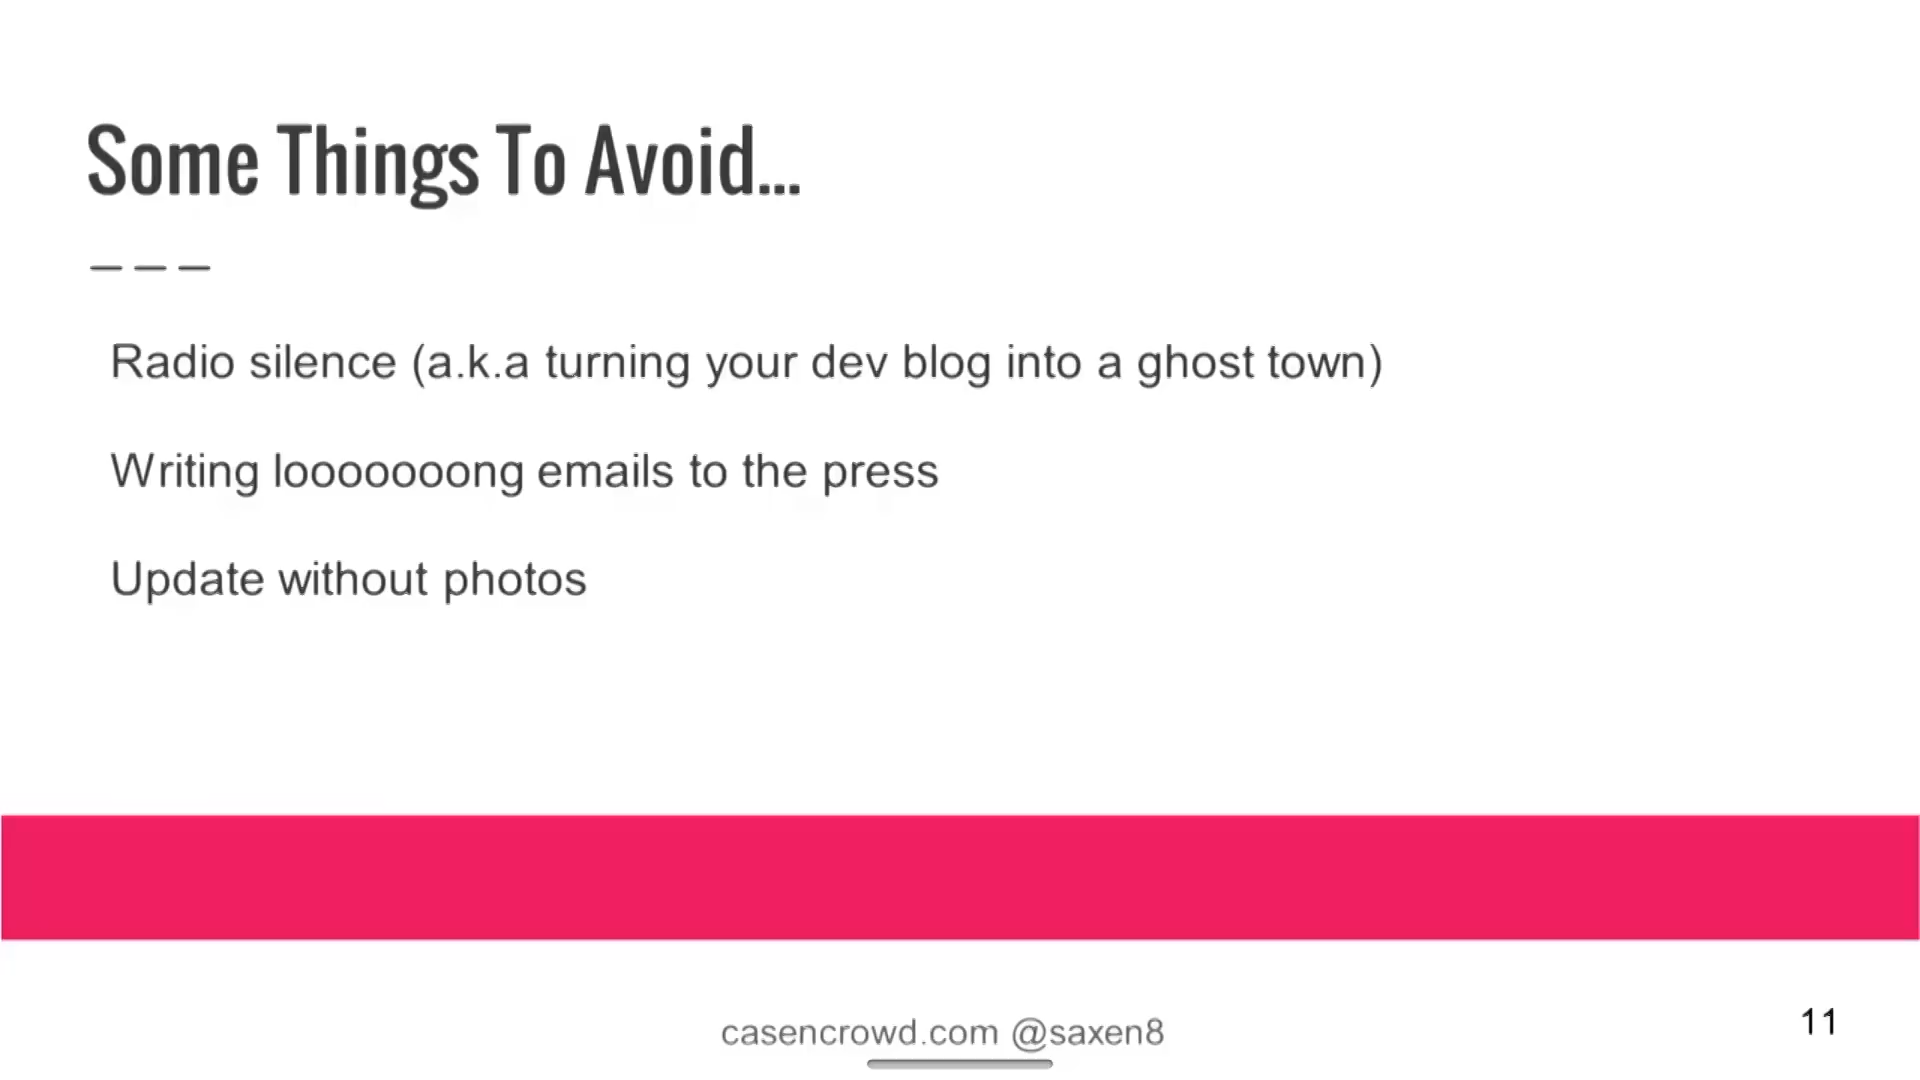 Some Things To Avoid...
Radio silence (a.k.a turning your dev blog into a ghost town)
Writing looooooong emails to the press
Update without photos
casencrowd.com @saxen8
11